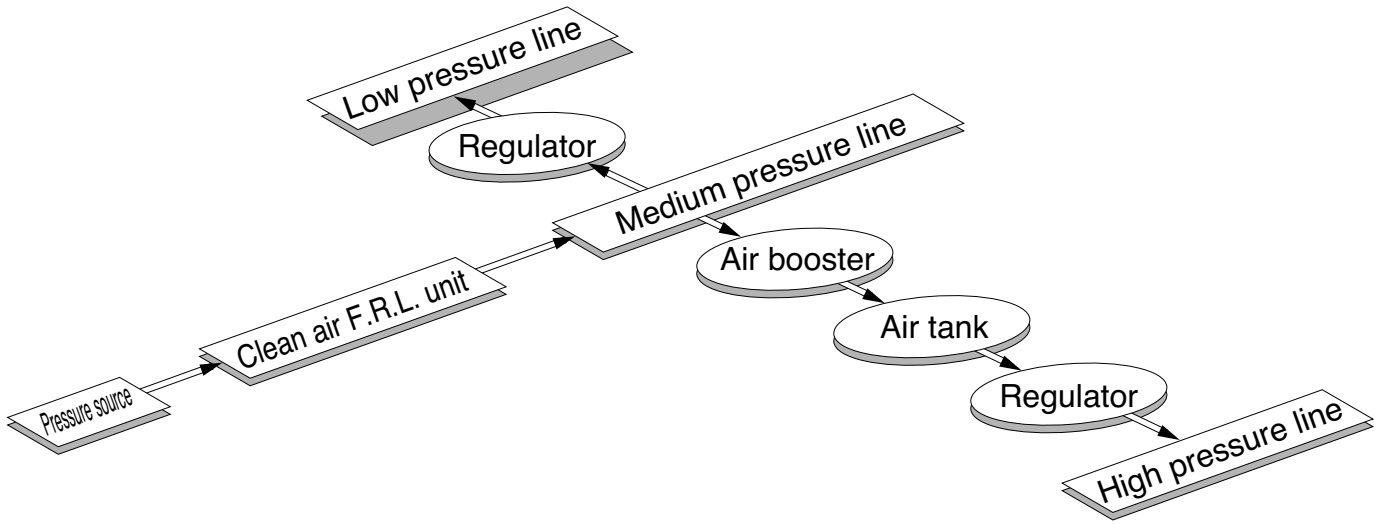 Low pressure line
Regulator
Medium pressure line
Air booster
Clean air F.R.L. unit
Air tank
Pressure source
Regulator
High pressure line